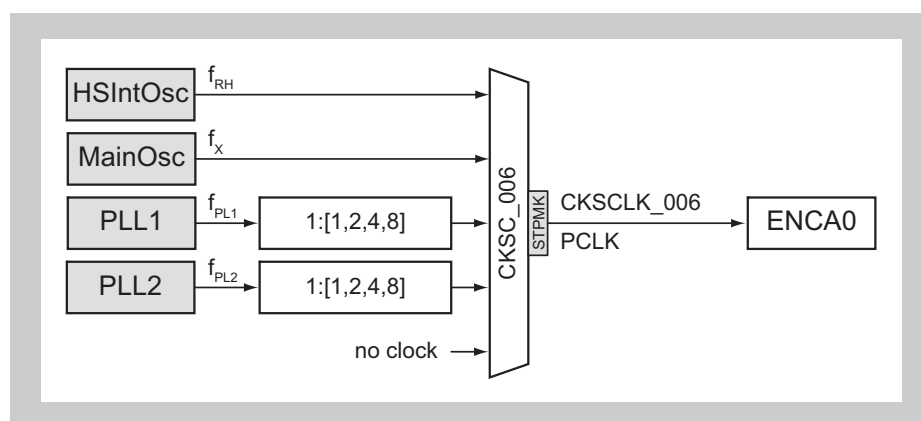 HSIntOsc
f_RH
MainOsc
f_X
PLL1
f_PL1
1:[1,2,4,8]
PLL2
f_PL2
1:[1,2,4,8]
no clock
CKSC_006
STPMK
CKSCLK_006
PCLK
ENCA0